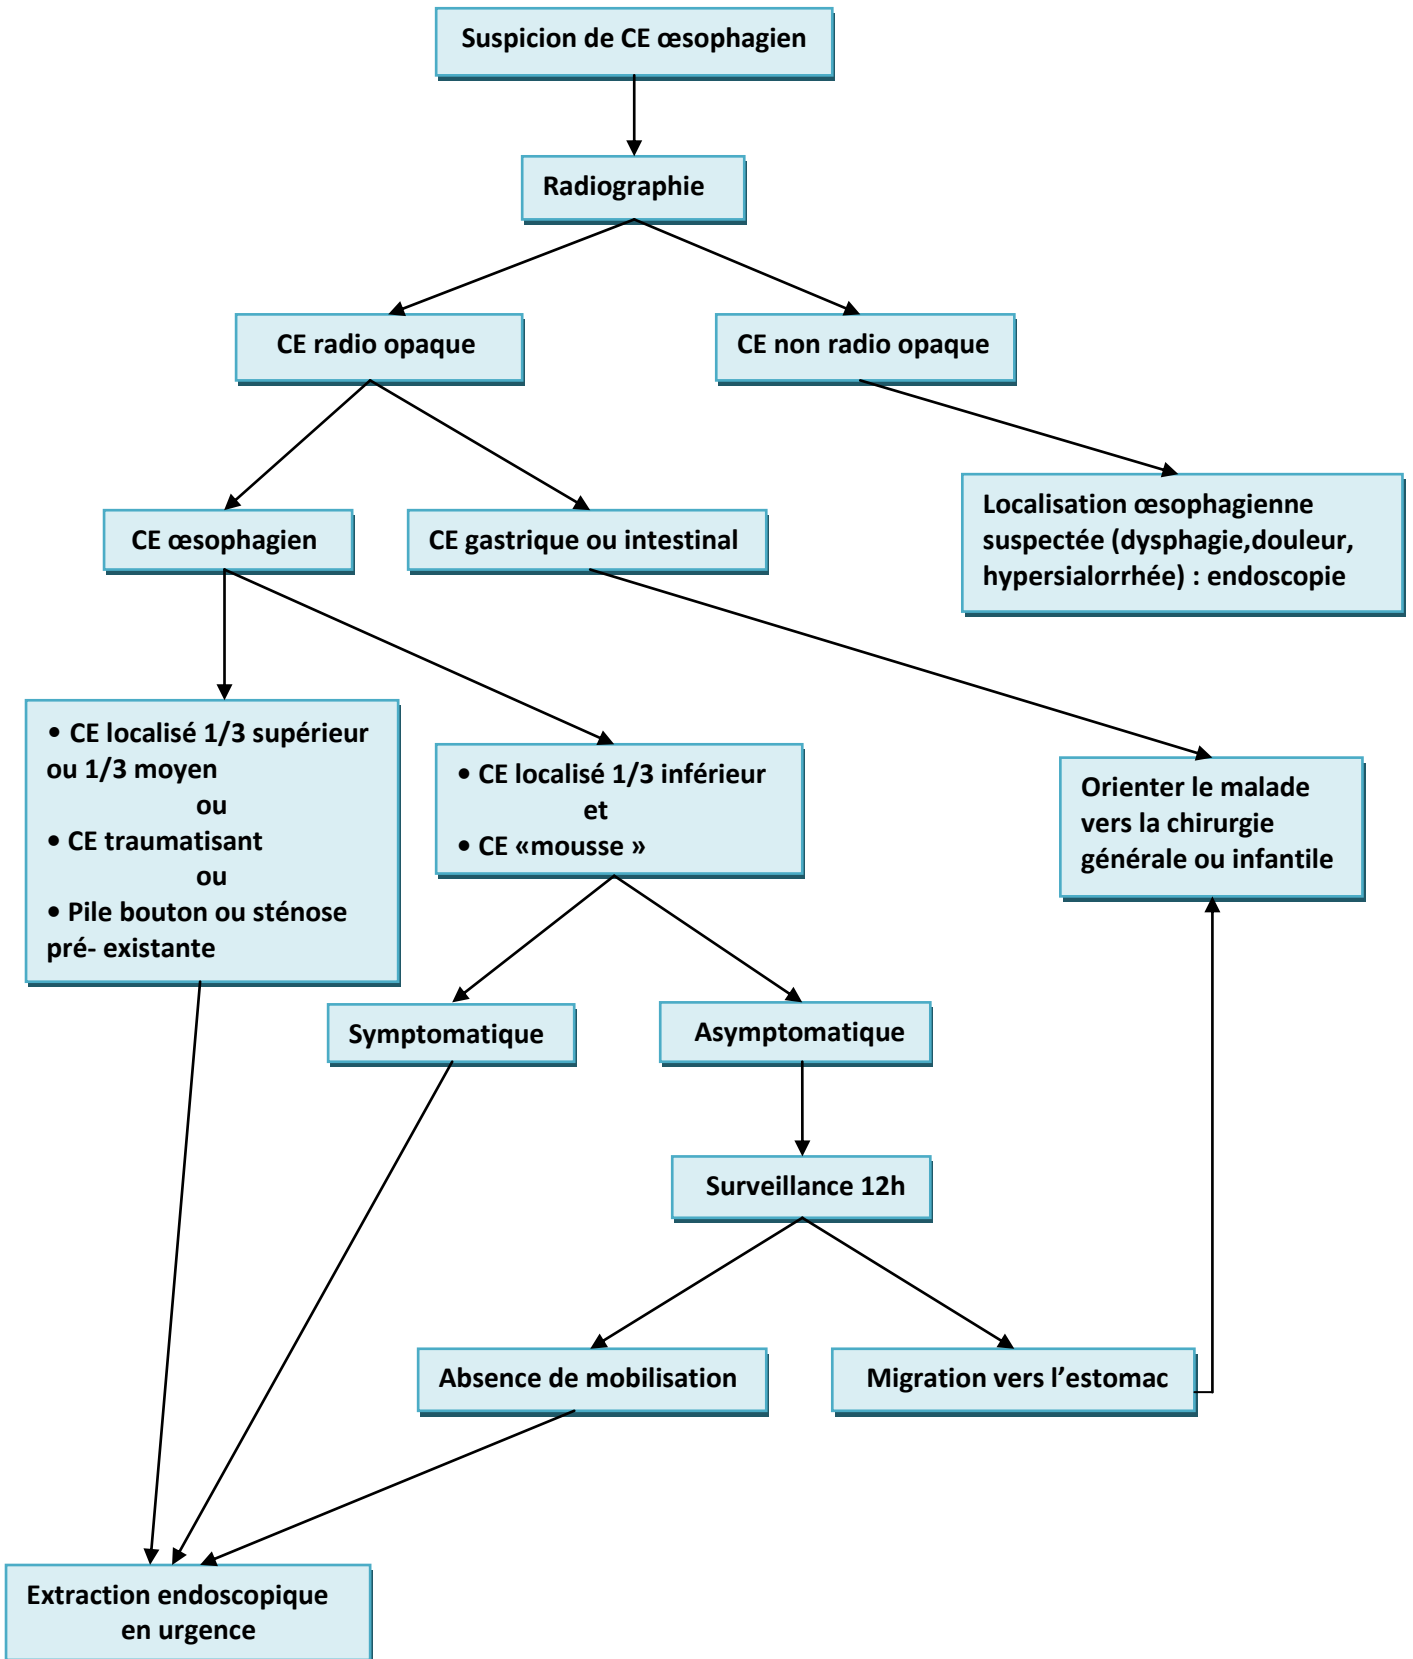 Suspicion de CE œsophagien
Radiographie
CE radio opaque
CE non radio opaque
CE œsophagien
CE gastrique ou intestinal
Localisation œsophagienne
suspectée (dysphagie,douleur,
hypersialorrhée) : endoscopie
• CE localisé 1/3 supérieur
ou 1/3 moyen
ou
• CE traumatisant
ou
• Pile bouton ou sténose
pré- existante
• CE localisé 1/3 inférieur
et
• CE «mousse »
Orienter le malade
vers la chirurgie
générale ou infantile
Symptomatique
Asymptomatique
Surveillance 12h
Absence de mobilisation
Migration vers l’estomac
Extraction endoscopique
en urgence